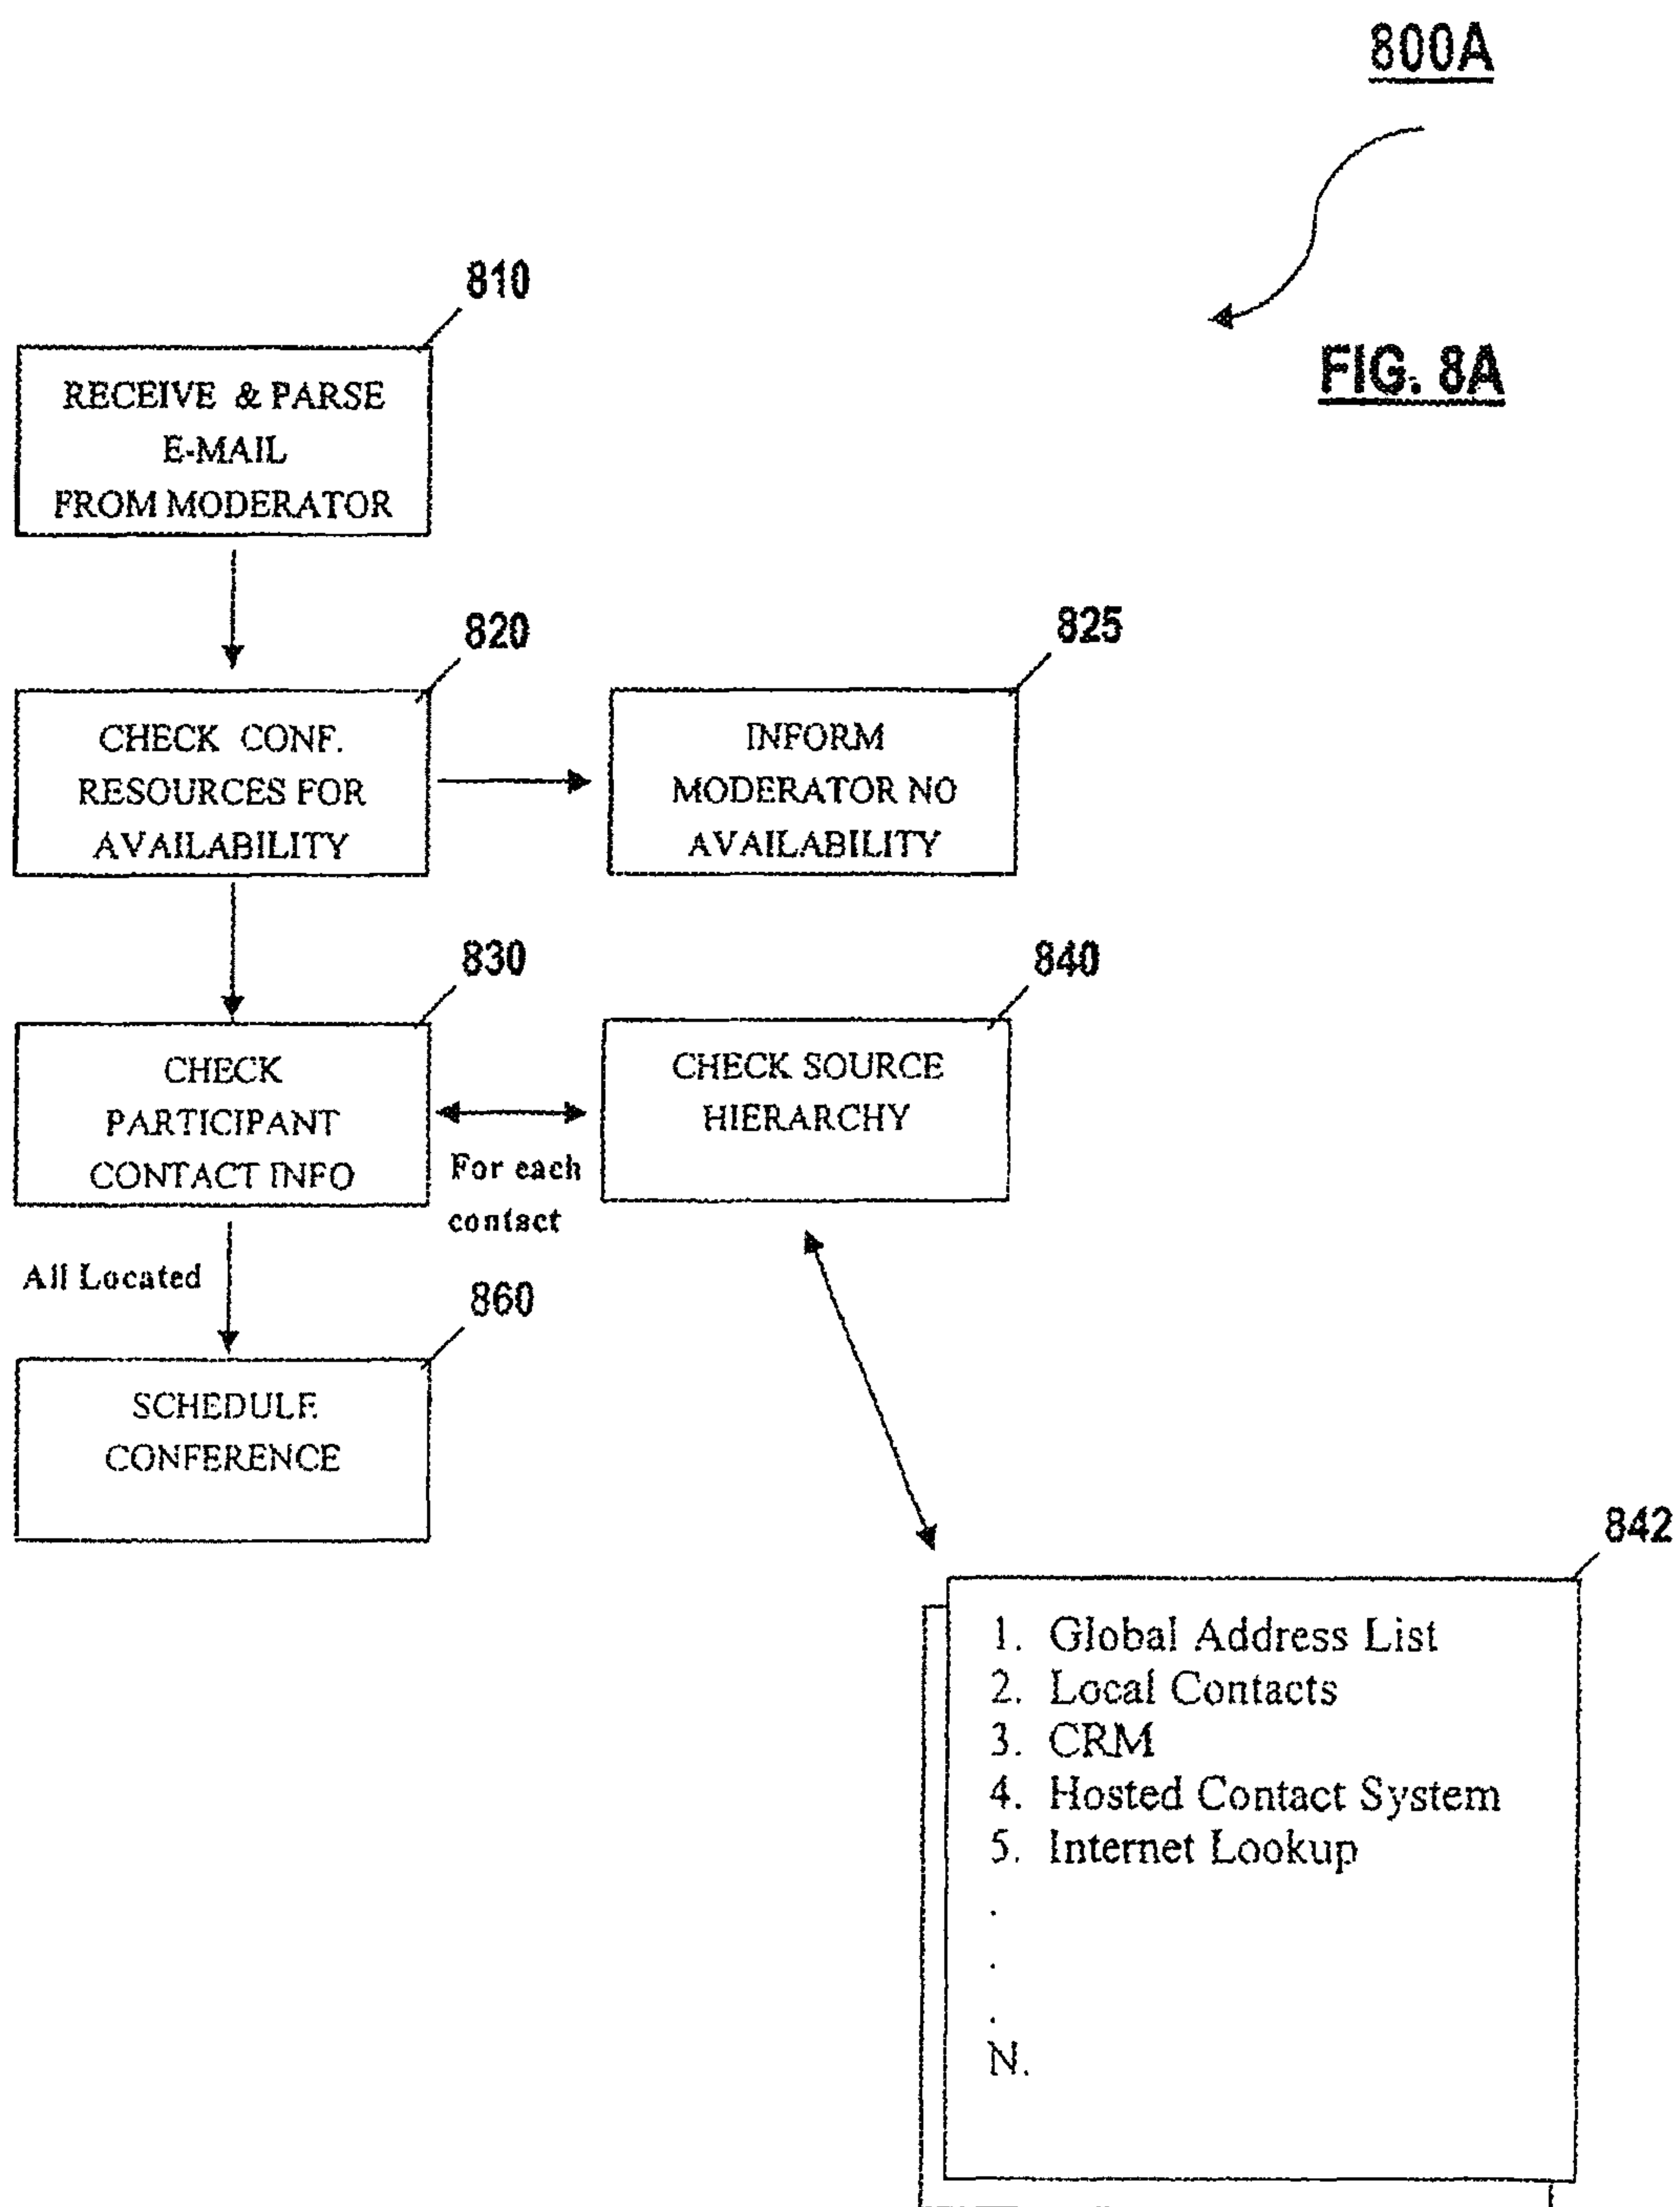 800A
FIG. 8A
810
RECEIVE & PARSE
E-MAIL
FROM MODERATOR
820
CHECK CONF.
RESOURCES FOR
AVAILABILITY
825
INFORM
MODERATOR NO
AVAILABILITY
830
CHECK
PARTICIPANT
CONTACT INFO
For each
contact
840
CHECK SOURCE
HIERARCHY
All Located
860
SCHEDULE
CONFERENCE
842
1. Global Address List
2. Local Contacts
3. CRM
4. Hosted Contact System
5. Internet Lookup
.
.
.
N.